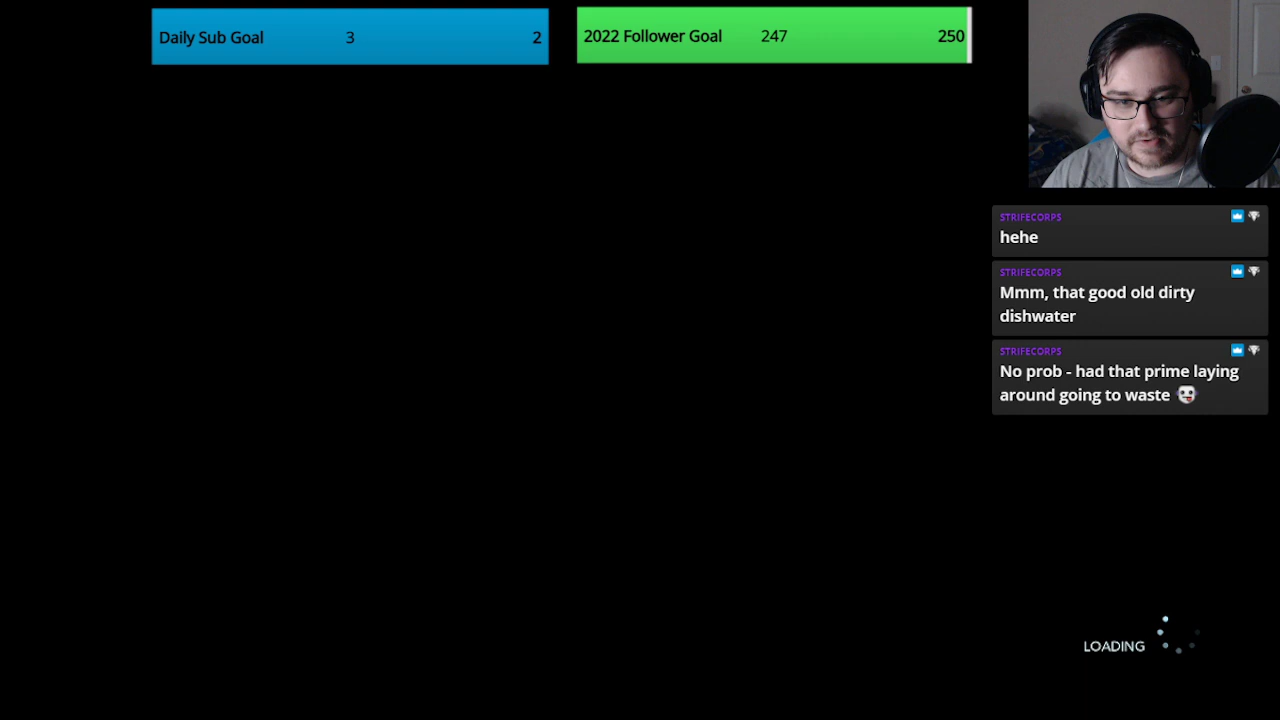 Daily Sub Goal 3 2
2022 Follower Goal 247 250
STRIFECORPS
hehe
STRIFECORPS
Mmm, that good old dirty
dishwater
STRIFECORPS
No prob - had that prime laying
around going to waste
LOADING